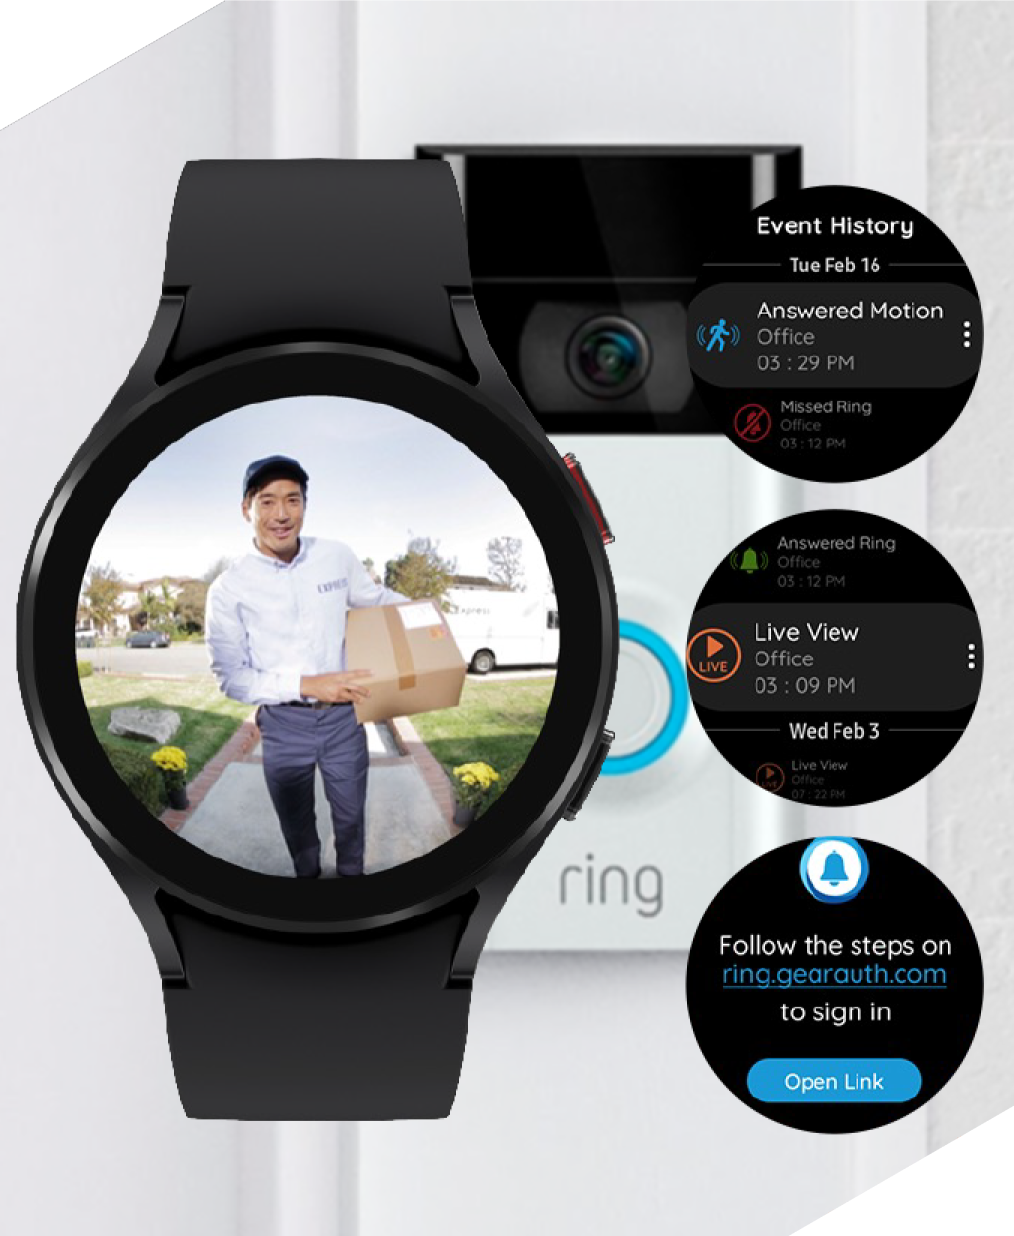 Event History
Tue Feb 16
Answered Motion
Office
03 : 29 PM
Missed Ring
Office
03 : 12 PM
Answered Ring
Office
03 : 12 PM
Live View
LIVE
Office
03 : 09 PM
Wed Feb 3
Live View
LIVE
Office
07 : 22 PM
EXPRESS
Express
ring
Follow the steps on
ring.gearauth.com
to sign in
Open Link